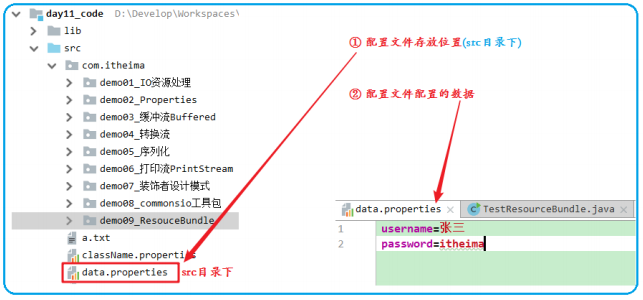 day11_code D:\Develop\Workspaces\
lib
src
com.itheima
demo01_IO资源处理
demo02_Properties
demo03_缓冲流Buffered
demo04_转换流
demo05_序列化
demo06_打印流PrintStream
demo07_装饰者设计模式
demo08_commonsio工具包
demo09_ResouceBundle
a.txt
className.properties
data.properties src目录下
① 配置文件存放位置(src目录下)
② 配置文件配置的数据
data.properties TestResourceBundle.java
1 username=张三
2 password=itheima